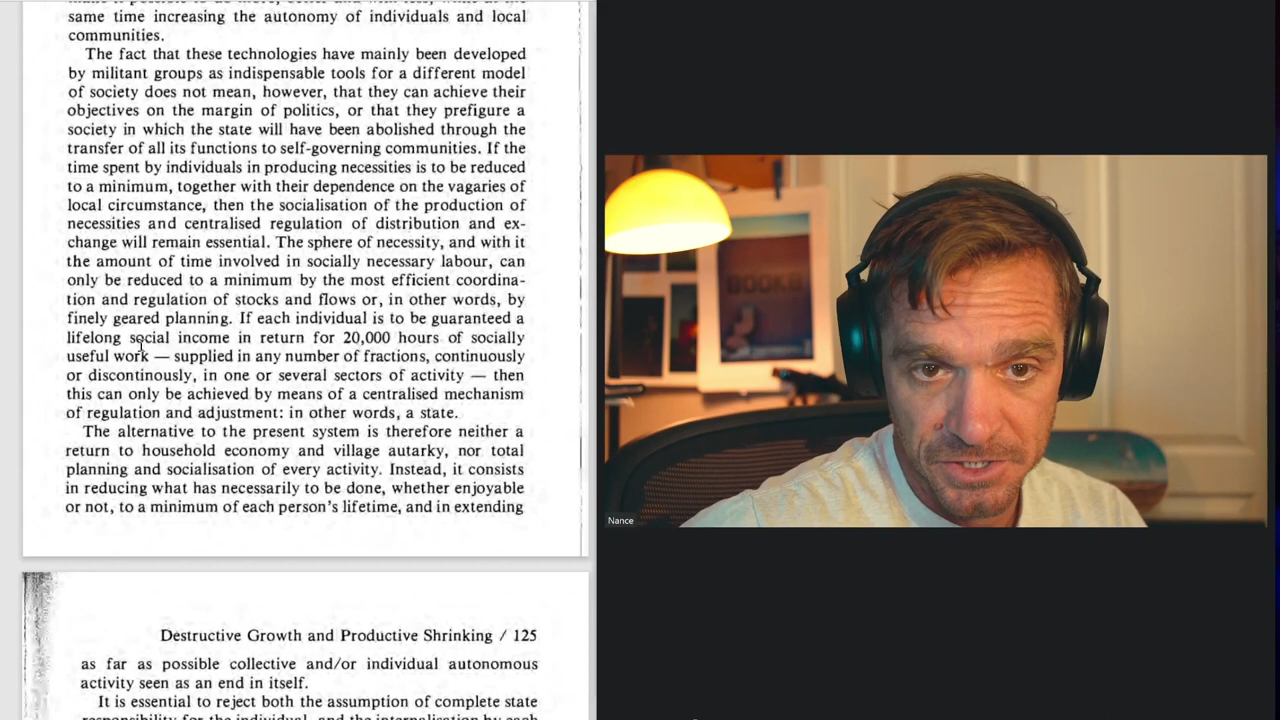 same time increasing the autonomy of individuals and local
communities.
The fact that these technologies have mainly been developed
by militant groups as indispensable tools for a different model
of society does not mean, however, that they can achieve their
objectives on the margin of politics, or that they prefigure a
society in which the state will have been abolished through the
transfer of all its functions to self-governing communities. If the
time spent by individuals in producing necessities is to be reduced
to a minimum, together with their dependence on the vagaries of
local circumstance, then the socialisation of the production of
necessities and centralised regulation of distribution and ex-
change will remain essential. The sphere of necessity, and with it
the amount of time involved in socially necessary labour, can
only be reduced to a minimum by the most efficient coordina-
tion and regulation of stocks and flows or, in other words, by
finely geared planning. If each individual is to be guaranteed a
lifelong social income in return for 20,000 hours of socially
useful work — supplied in any number of fractions, continuously
or discontinously, in one or several sectors of activity — then
this can only be achieved by means of a centralised mechanism
of regulation and adjustment: in other words, a state.
The alternative to the present system is therefore neither a
return to household economy and village autarky, nor total
planning and socialisation of every activity. Instead, it consists
in reducing what has necessarily to be done, whether enjoyable
or not, to a minimum of each person's lifetime, and in extending
Destructive Growth and Productive Shrinking / 125
as far as possible collective and/or individual autonomous
activity seen as an end in itself.
It is essential to reject both the assumption of complete state
responsibility for the individual, and the internalisation by each
BOOKS
Nance